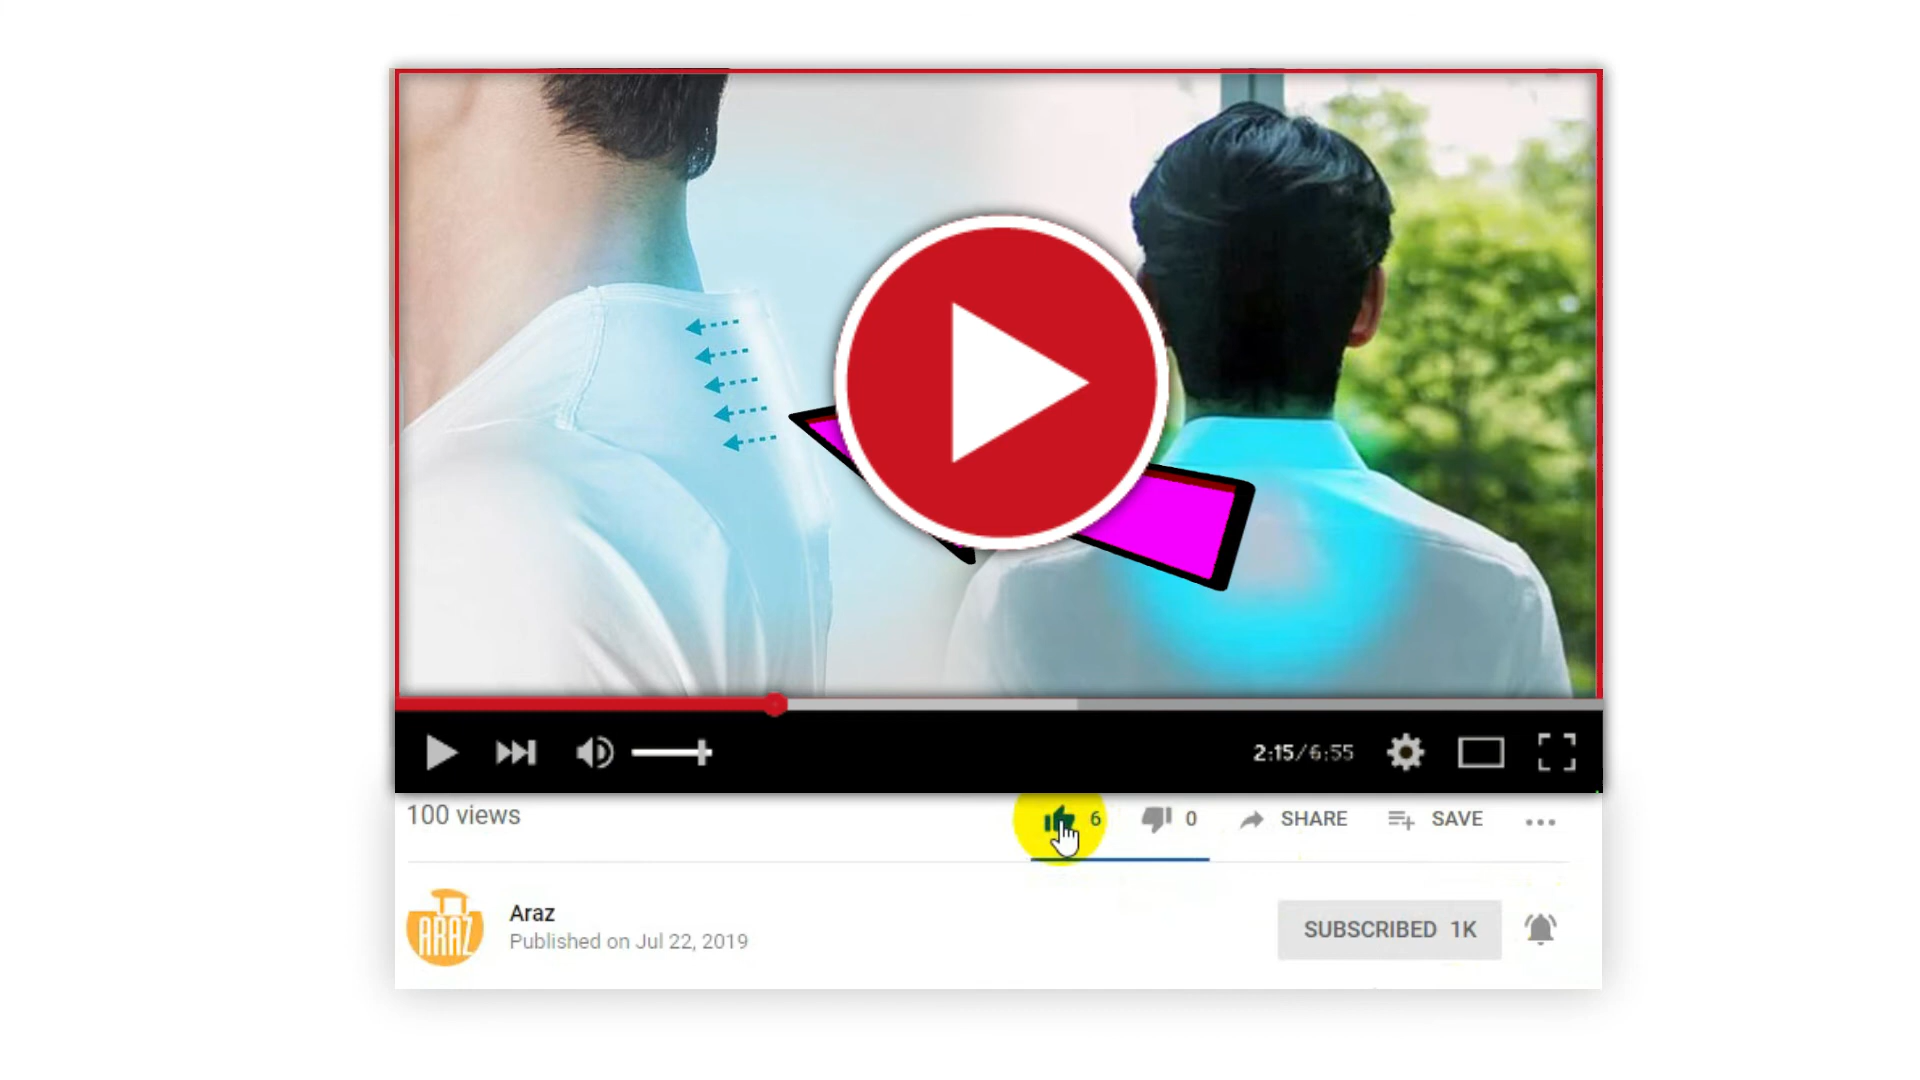 2:15/6:55
100 views
6 0 SHARE SAVE
ARAZ
Araz
Published on Jul 22, 2019
SUBSCRIBED 1K